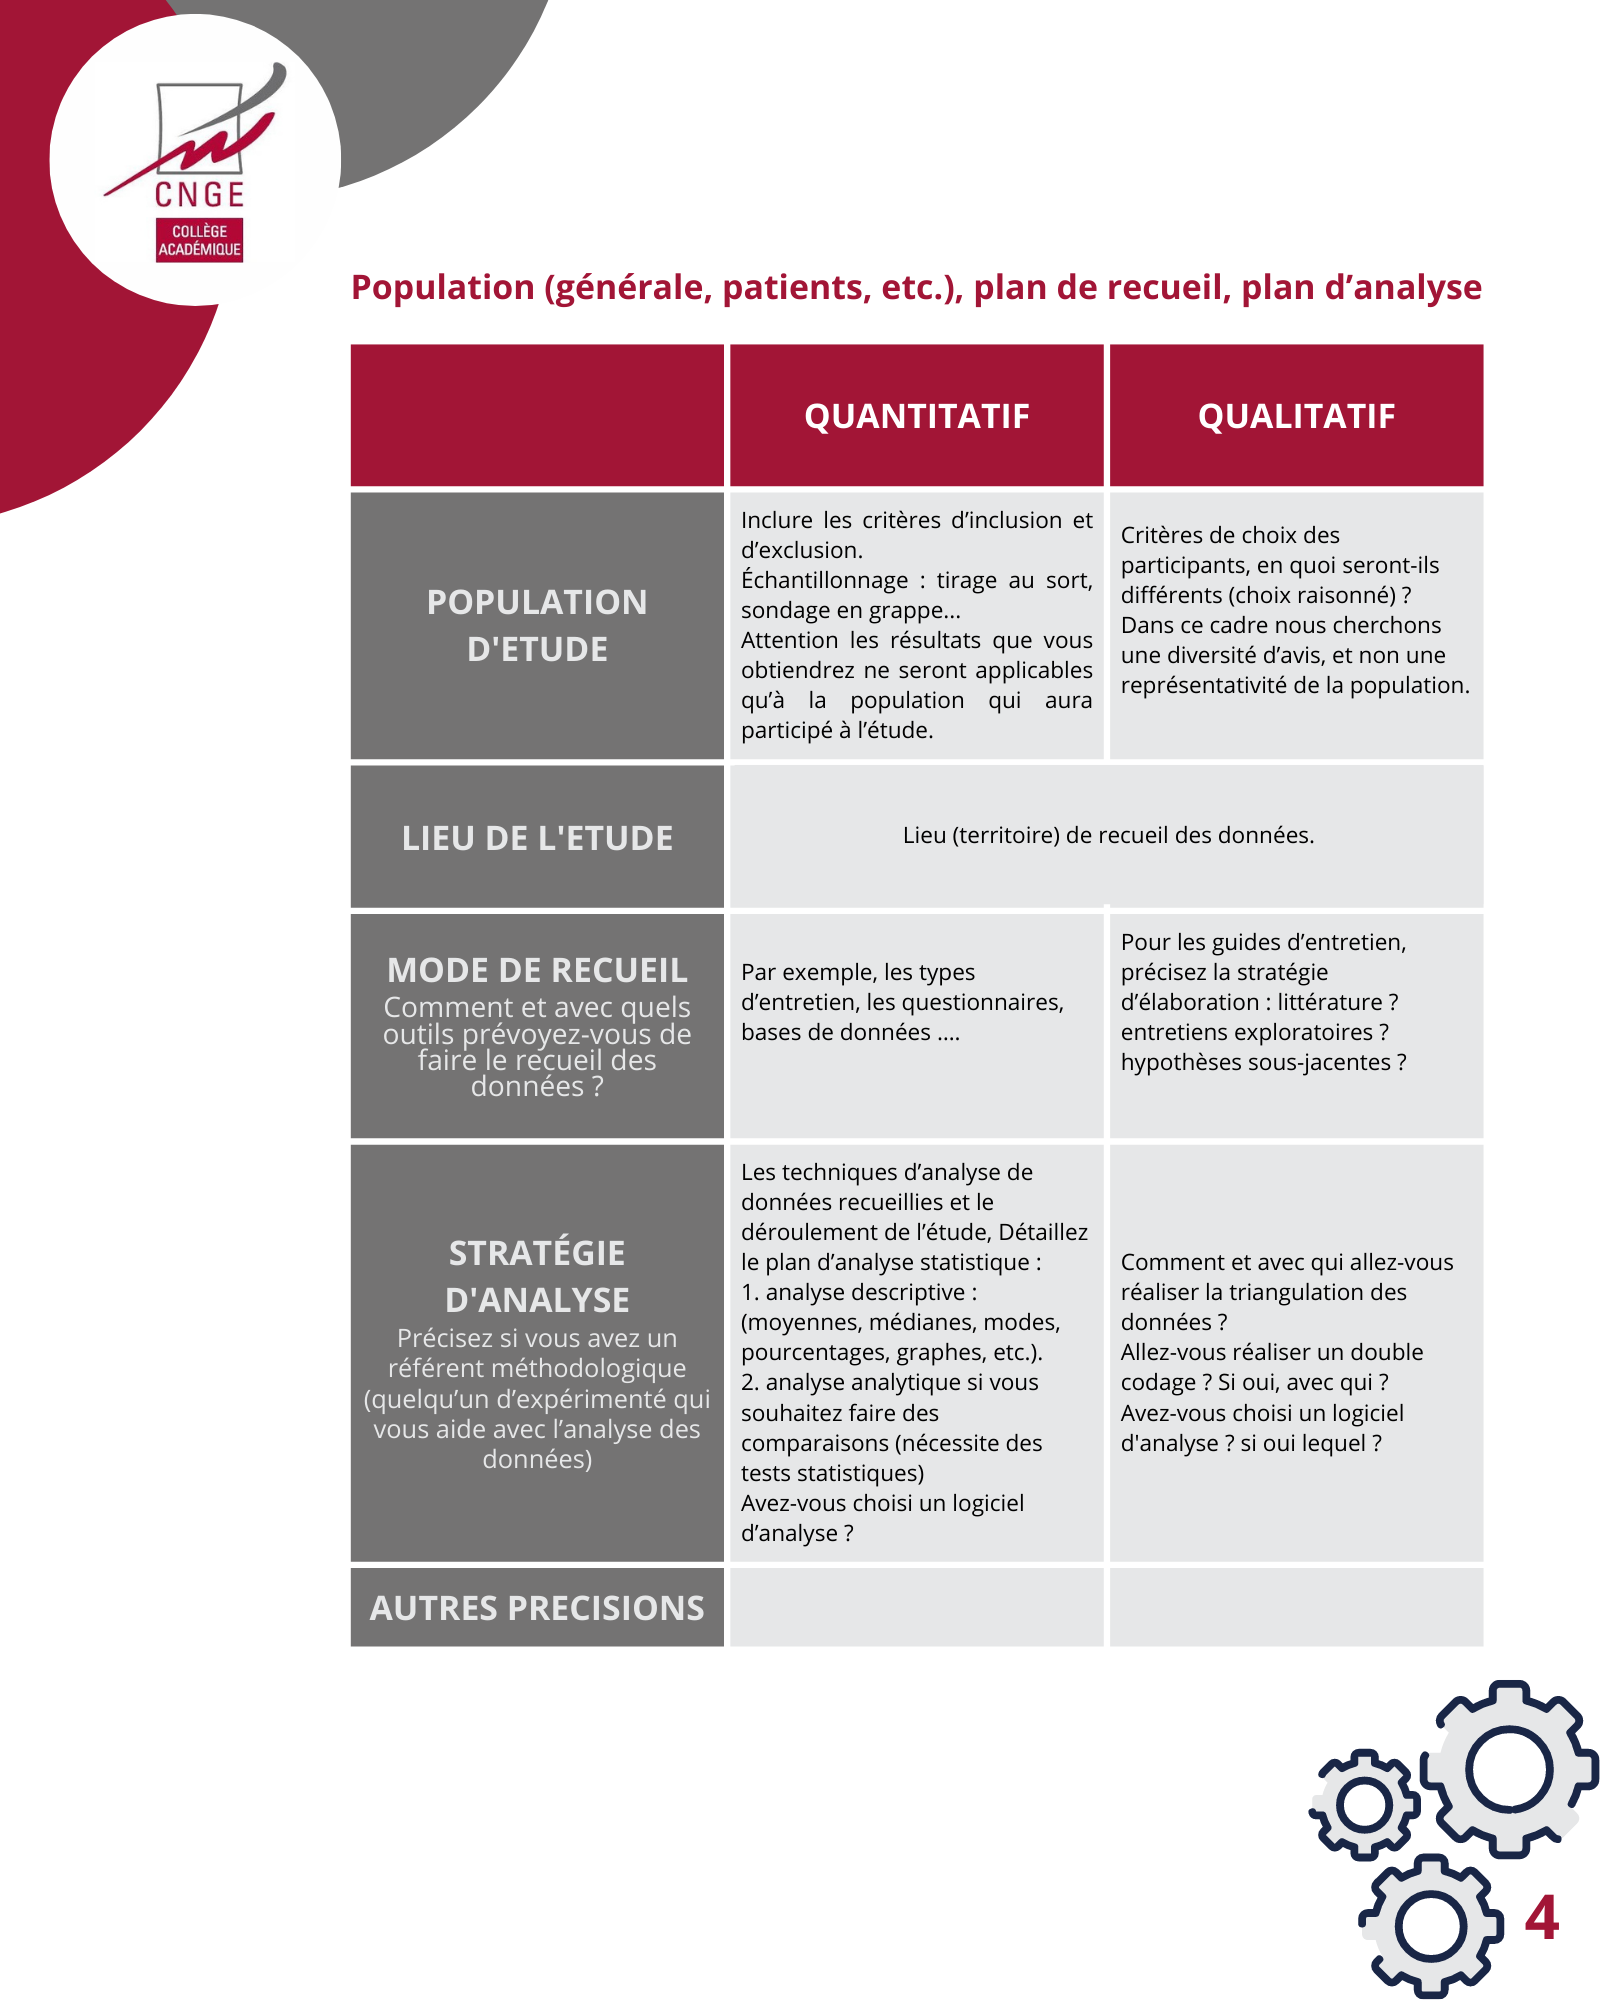 CNGE
COLLÈGE
ACADÉMIQUE
Population (générale, patients, etc.), plan de recueil, plan d’analyse
QUANTITATIF
QUALITATIF
POPULATION
D'ETUDE
Inclure les critères d’inclusion et
d’exclusion.
Échantillonnage : tirage au sort,
sondage en grappe...
Attention les résultats que vous
obtiendrez ne seront applicables
qu’à la population qui aura
participé à l’étude.
Critères de choix des
participants, en quoi seront-ils
différents (choix raisonné) ?
Dans ce cadre nous cherchons
une diversité d’avis, et non une
représentativité de la population.
LIEU DE L'ETUDE
Lieu (territoire) de recueil des données.
MODE DE RECUEIL
Comment et avec quels
outils prévoyez-vous de
faire le recueil des
données ?
Par exemple, les types
d’entretien, les questionnaires,
bases de données ....
Pour les guides d’entretien,
précisez la stratégie
d’élaboration : littérature ?
entretiens exploratoires ?
hypothèses sous-jacentes ?
STRATÉGIE
D'ANALYSE
Précisez si vous avez un
référent méthodologique
(quelqu’un d’expérimenté qui
vous aide avec l’analyse des
données)
Les techniques d’analyse de
données recueillies et le
déroulement de l’étude, Détaillez
le plan d’analyse statistique :
1. analyse descriptive :
(moyennes, médianes, modes,
pourcentages, graphes, etc.).
2. analyse analytique si vous
souhaitez faire des
comparaisons (nécessite des
tests statistiques)
Avez-vous choisi un logiciel
d’analyse ?
Comment et avec qui allez-vous
réaliser la triangulation des
données ?
Allez-vous réaliser un double
codage ? Si oui, avec qui ?
Avez-vous choisi un logiciel
d'analyse ? si oui lequel ?
AUTRES PRECISIONS
4